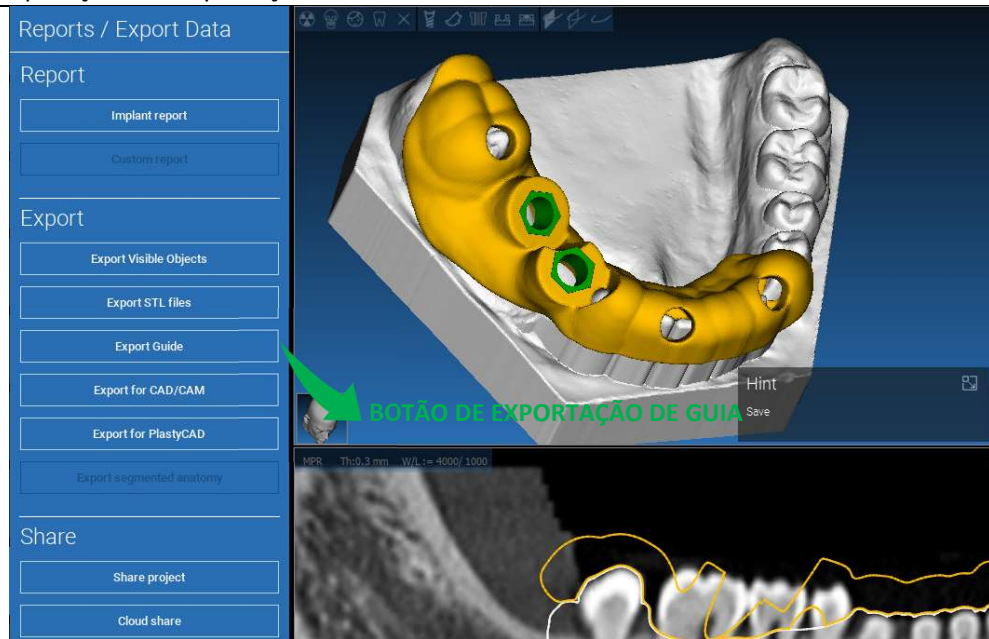 Reports / Export Data
Report
Implant report
Custom report
Export
Export Visible Objects
Export STL files
Export Guide
Export for CAD/CAM
Export for PlastyCAD
Export segmented anatomy
Share
Share project
Cloud share
BOTÃO DE EXPORTAÇÃO DE GUIA
Hint
Save
MPR Th:0.3 mm W/L:= 4000/ 1000